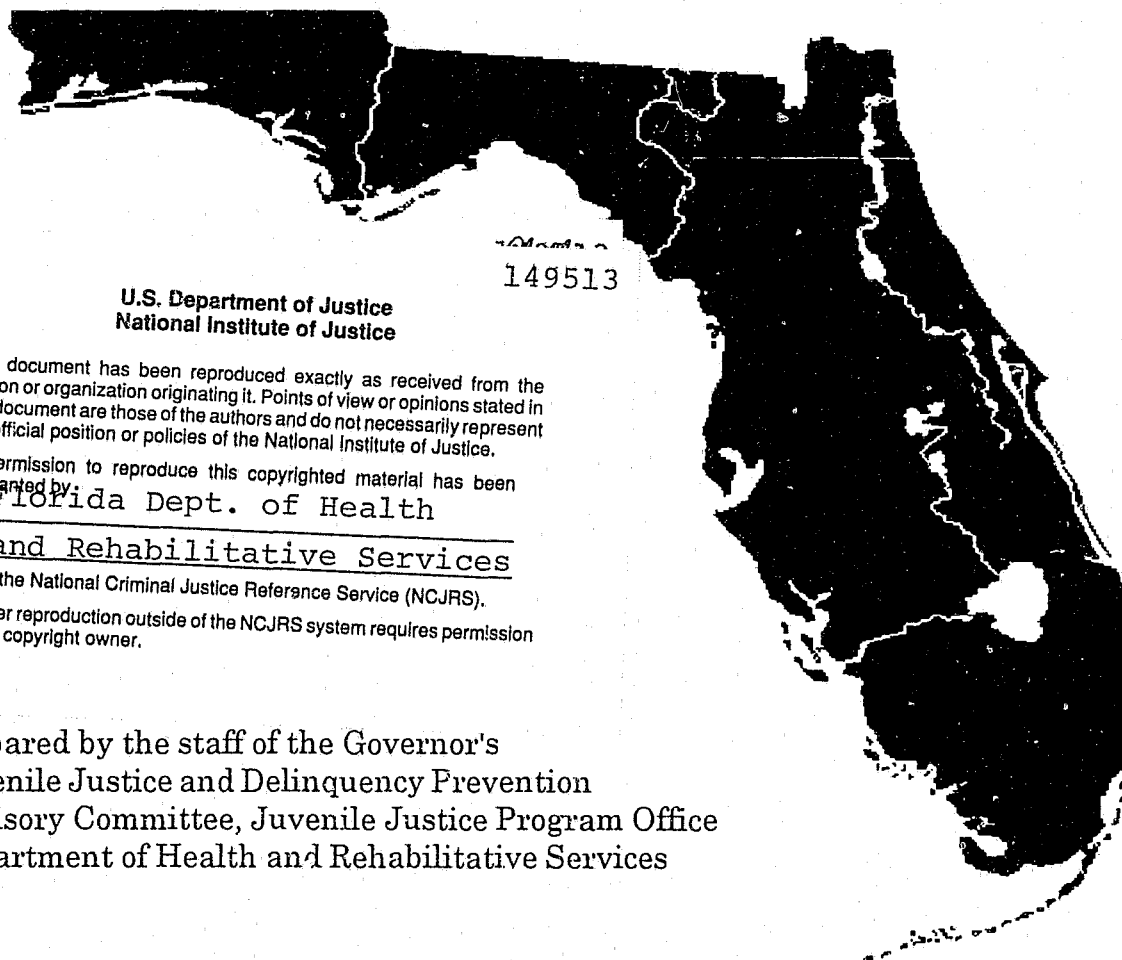 149513
U.S. Department of Justice
National Institute of Justice
document has been reproduced exactly as received from the
on or organization originating it. Points of view or opinions stated in
document are those of the authors and do not necessarily represent
fficial position or policies of the National Institute of Justice.
ermission to reproduce this copyrighted material has been
anted by
Florida Dept. of Health
and Rehabilitative Services
the National Criminal Justice Reference Service (NCJRS).
er reproduction outside of the NCJRS system requires permission
copyright owner.
ared by the staff of the Governor's
enile Justice and Delinquency Prevention
isory Committee, Juvenile Justice Program Office
artment of Health and Rehabilitative Services